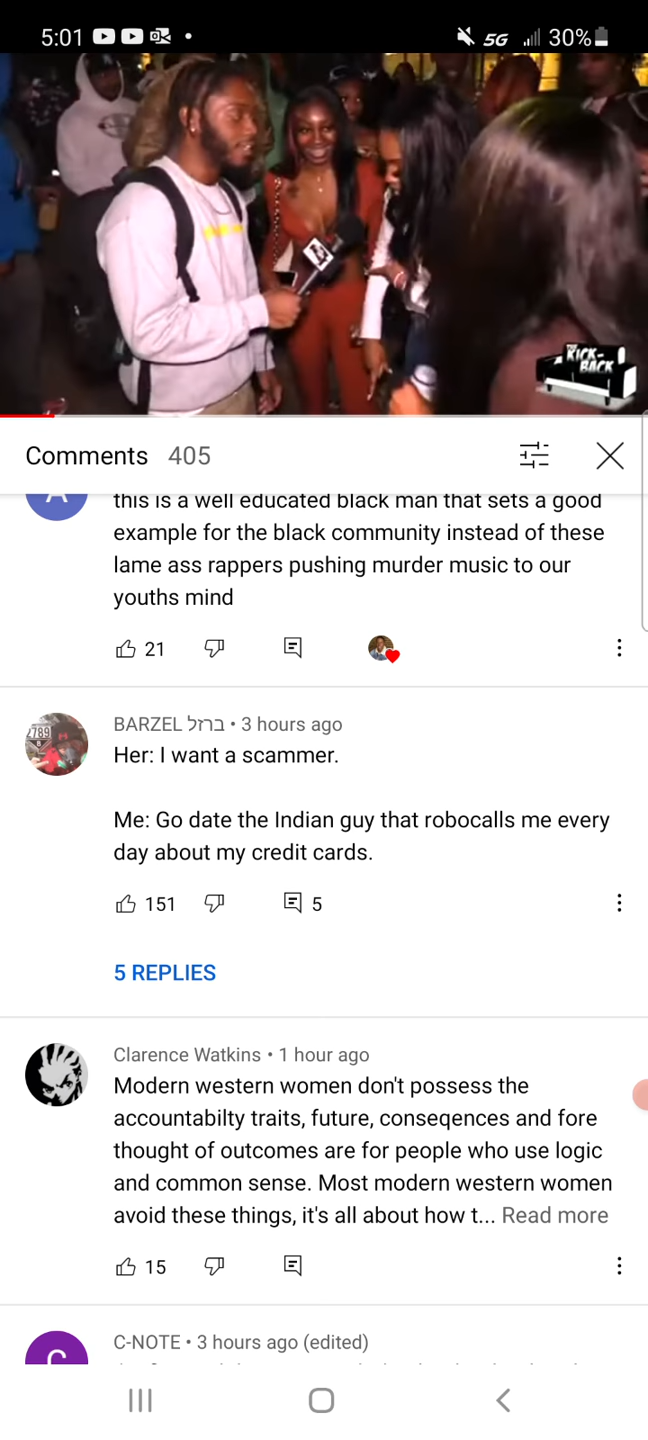 5:01
5G
30%
THE
KICK-
BACK
Comments 405
A
this is a well educated black man that sets a good
example for the black community instead of these
lame ass rappers pushing murder music to our
youths mind
21
2789
8
BARZEL ברזל • 3 hours ago
Her: I want a scammer.
Me: Go date the Indian guy that robocalls me every
day about my credit cards.
151
5
5 REPLIES
Clarence Watkins • 1 hour ago
Modern western women don't possess the
accountabilty traits, future, conseqences and fore
thought of outcomes are for people who use logic
and common sense. Most modern western women
avoid these things, it's all about how t... Read more
15
C
C-NOTE • 3 hours ago (edited)